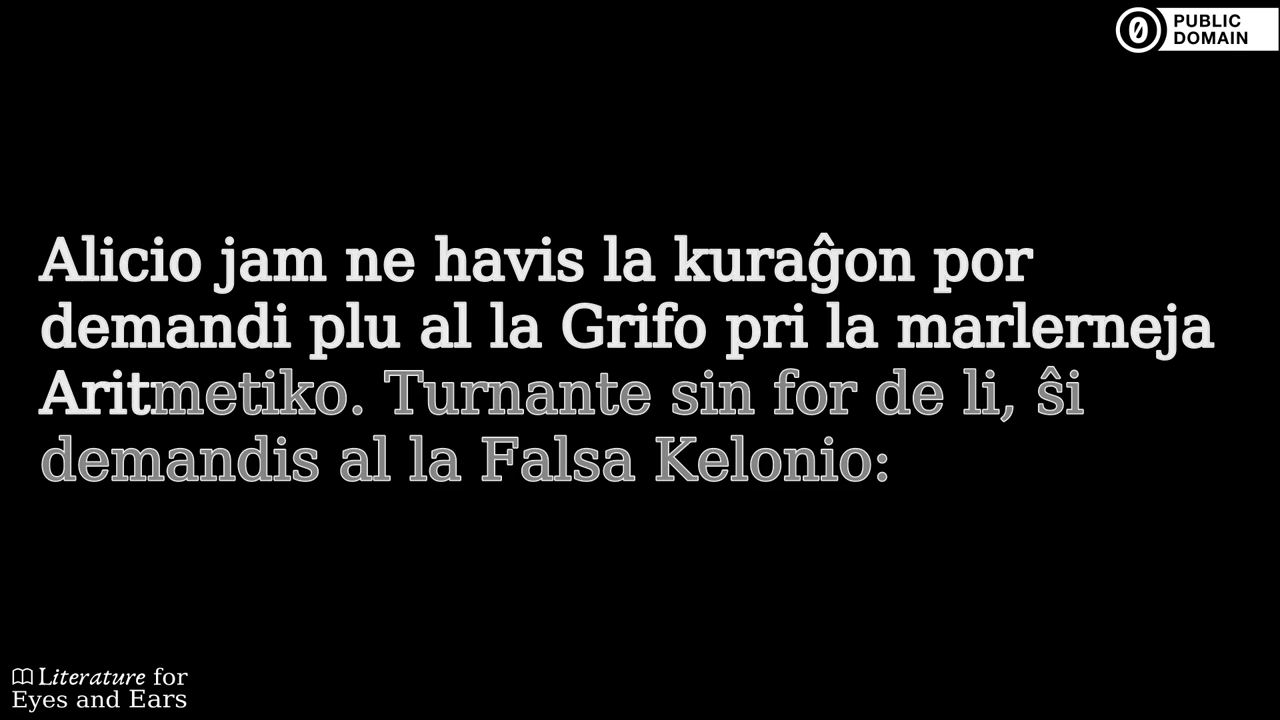 PUBLIC
DOMAIN
Alicio jam ne havis la kuraĝon por
demandi plu al la Grifo pri la marlerneja
Aritmetiko. Turnante sin for de li, ŝi
demandis al la Falsa Kelonio:
Literature for
Eyes and Ears